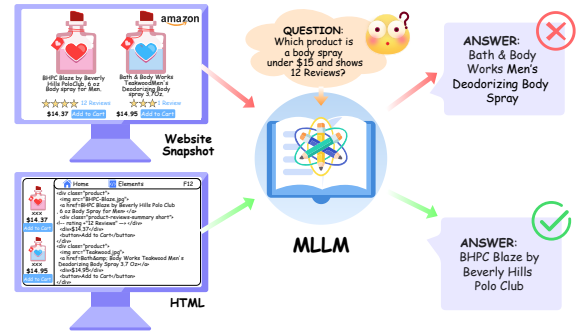 amazon
BHPC Blaze by Beverly
Hills PoloClub, 6 oz
Body Spray for Men.
12 Reviews
$14.37 Add to Cart
Bath & Body Works
TeakwoodMen's
Deodorizing Body
spray 3.7Oz.
1 Review
$14.95 Add to Cart
Website
Snapshot
QUESTION:
Which product is
a body spray
under $15 and shows
12 Reviews?
ANSWER:
Bath & Body
Works Men's
Deodorizing Body
Spray
Home
Elements
F12
xxx
$14.37
Add to Cart
xxx
$14.95
Add to Cart
<div class="product">
<img src="BHPC-Blaze.jpg">
<a href=BHPC Blaze by Beverly Hills Polo Club
, 6 oz Body Spray for Men> </a>
<div class="product-reviews-summary short">
<!-- rating ="12 Reviews" --> </div>
<div>$14.37</div>
<button>Add to Cart</button>
</div>
<div class="product">
<img src="Teakwood.jpg">
<a href=Bath&amp; Body Works Teakwood Men's
Deodorizing Body Spray 3.7 Oz></a>
<div>$14.95</div>
<button>Add to Cart</button>
</div>
HTML
MLLM
ANSWER:
BHPC Blaze by
Beverly Hills
Polo Club